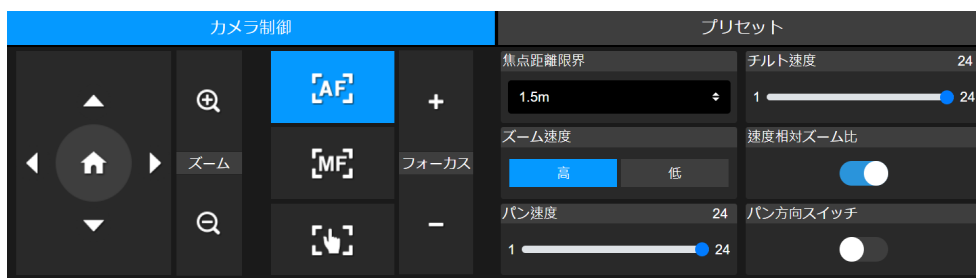 カメラ制御
プリセット
AF
MF
ズーム
フォーカス
+
−
焦点距離限界
1.5m
ズーム速度
高 低
パン速度 24
1 24
チルト速度 24
1 24
速度相対ズーム比
パン方向スイッチ